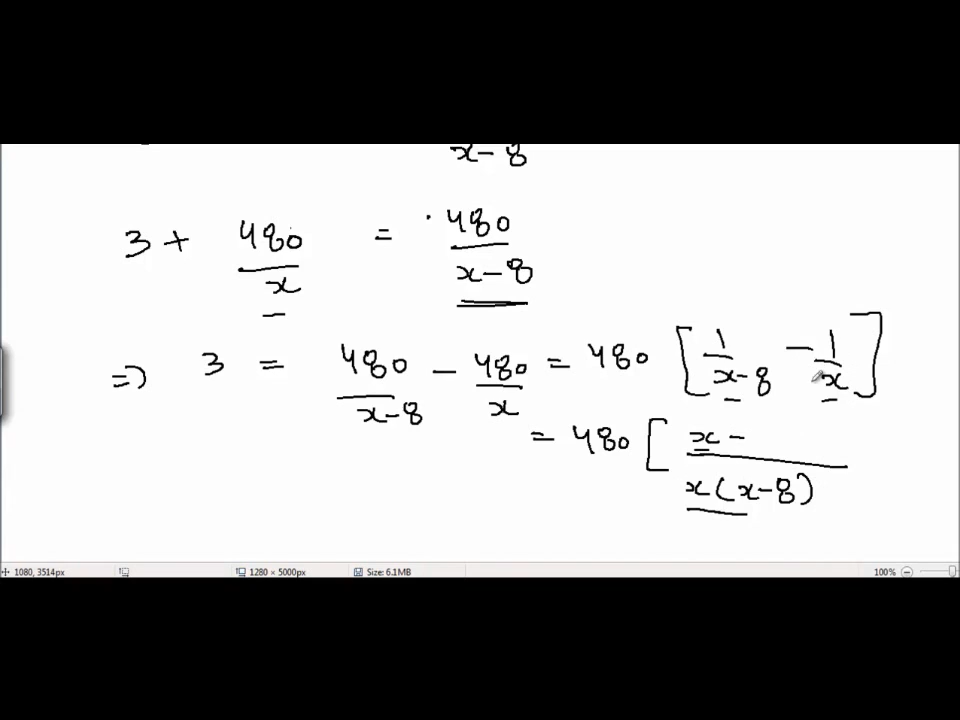 x-8
3 + 480/x = 480/x-8
=> 3 = 480/x-8 - 480/x = 480 [1/x-8 - 1/x]
= 480 [x - / x(x-8)
1080, 3514px 1280 × 5000px Size: 6.1MB 100%